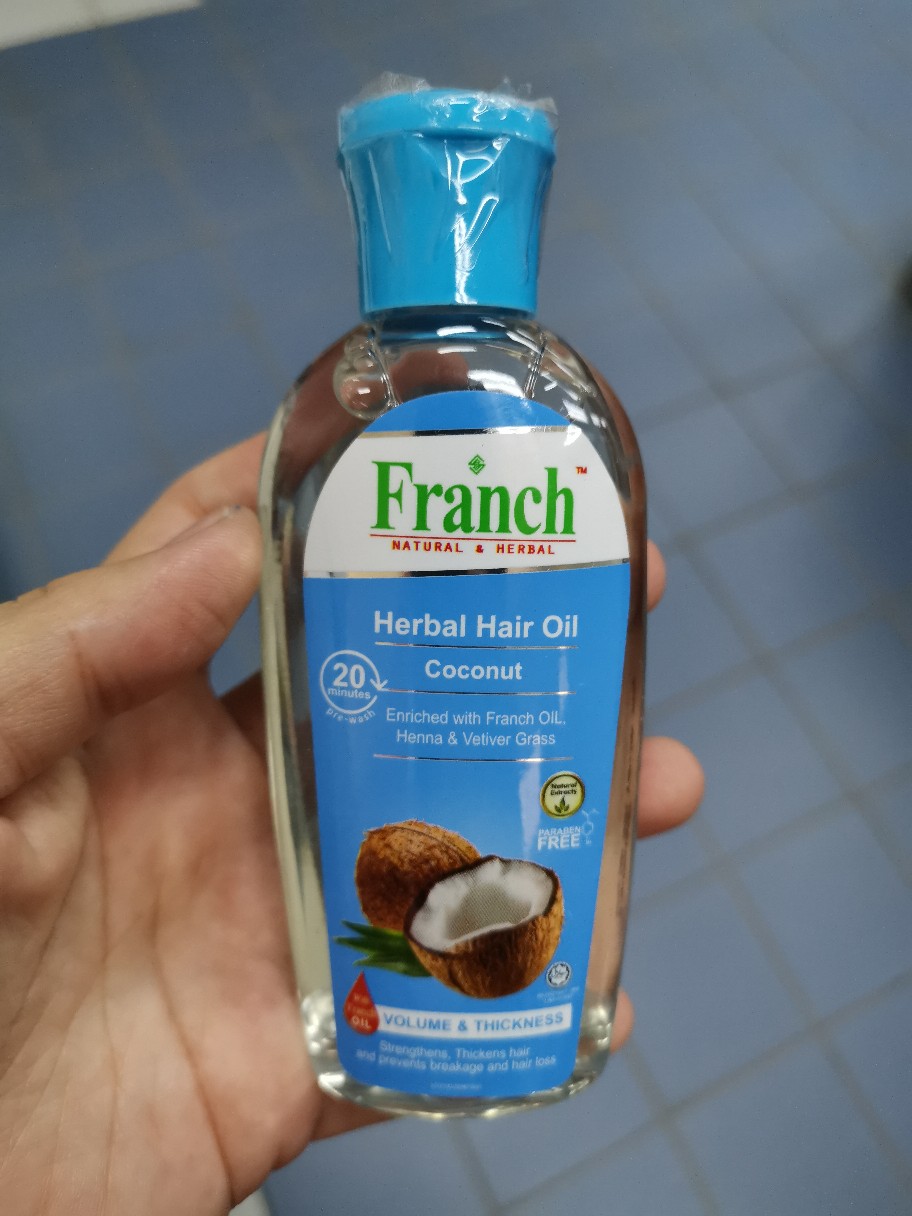 Franch™
NATURAL & HERBAL
Herbal Hair Oil
Coconut
20
minutes
pre-wash
Enriched with Franch OIL,
Henna & Vetiver Grass
Natural
Extracts
PARABEN
FREE
OIL
VOLUME & THICKNESS
Strengthens, Thickens hair
and prevents breakage and hair loss